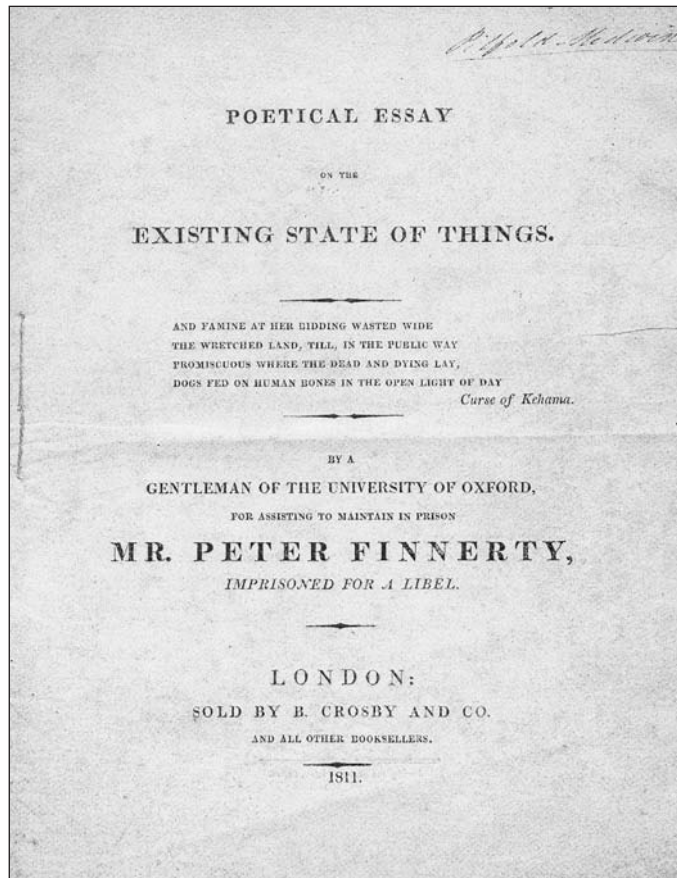 Pilfold Medwin
POETICAL ESSAY
ON THE
EXISTING STATE OF THINGS.
AND FAMINE AT HER BIDDING WASTED WIDE
THE WRETCHED LAND, TILL, IN THE PUBLIC WAY
PROMISCUOUS WHERE THE DEAD AND DYING LAY,
DOGS FED ON HUMAN BONES IN THE OPEN LIGHT OF DAY
Curse of Kehama.
BY A
GENTLEMAN OF THE UNIVERSITY OF OXFORD,
FOR ASSISTING TO MAINTAIN IN PRISON
MR. PETER FINNERTY,
IMPRISONED FOR A LIBEL.
LONDON:
SOLD BY B. CROSBY AND CO.
AND ALL OTHER BOOKSELLERS.
1811.